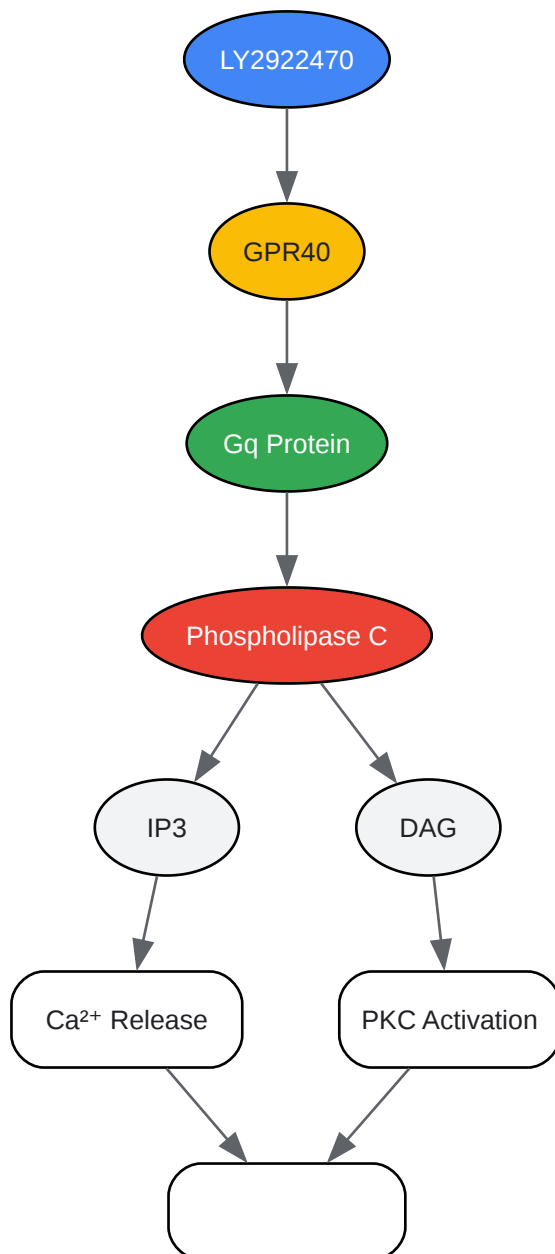 LY2922470
GPR40
Gq Protein
Phospholipase C
IP3
DAG
Ca²⁺ Release
PKC Activation